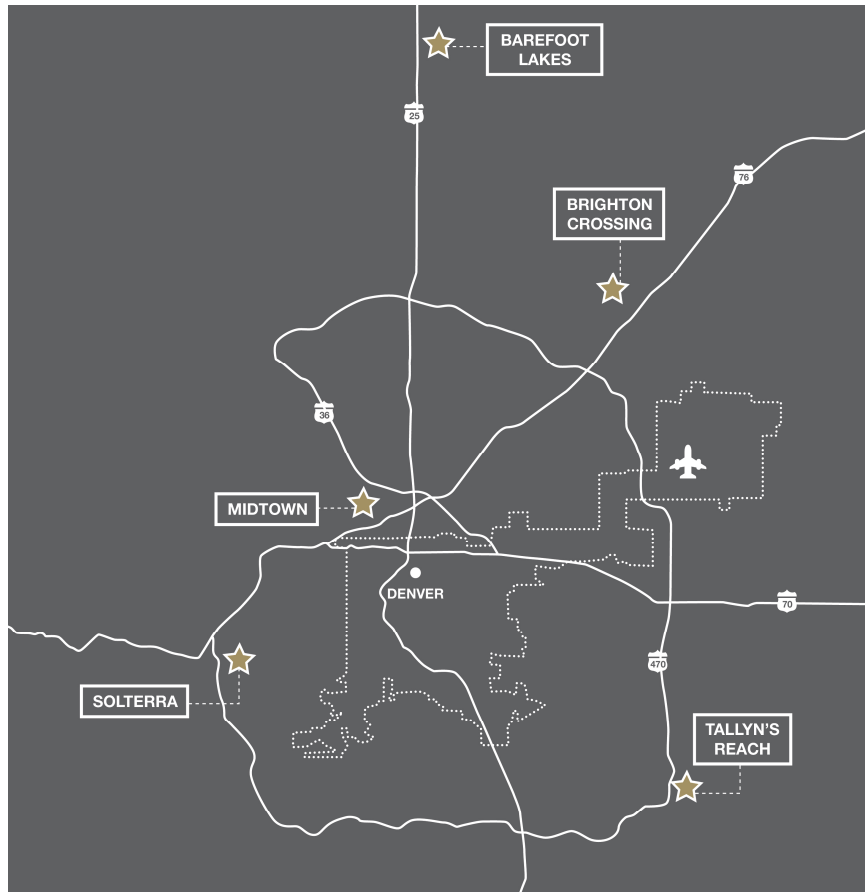 BAREFOOT
LAKES
25
76
BRIGHTON
CROSSING
36
MIDTOWN
DENVER
70
470
SOLTERRA
TALLYN'S
REACH